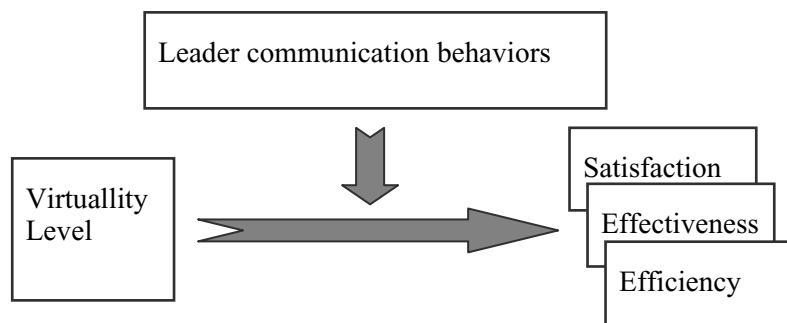 Leader communication behaviors
Virtuallity
Level
Satisfaction
Effectiveness
Efficiency